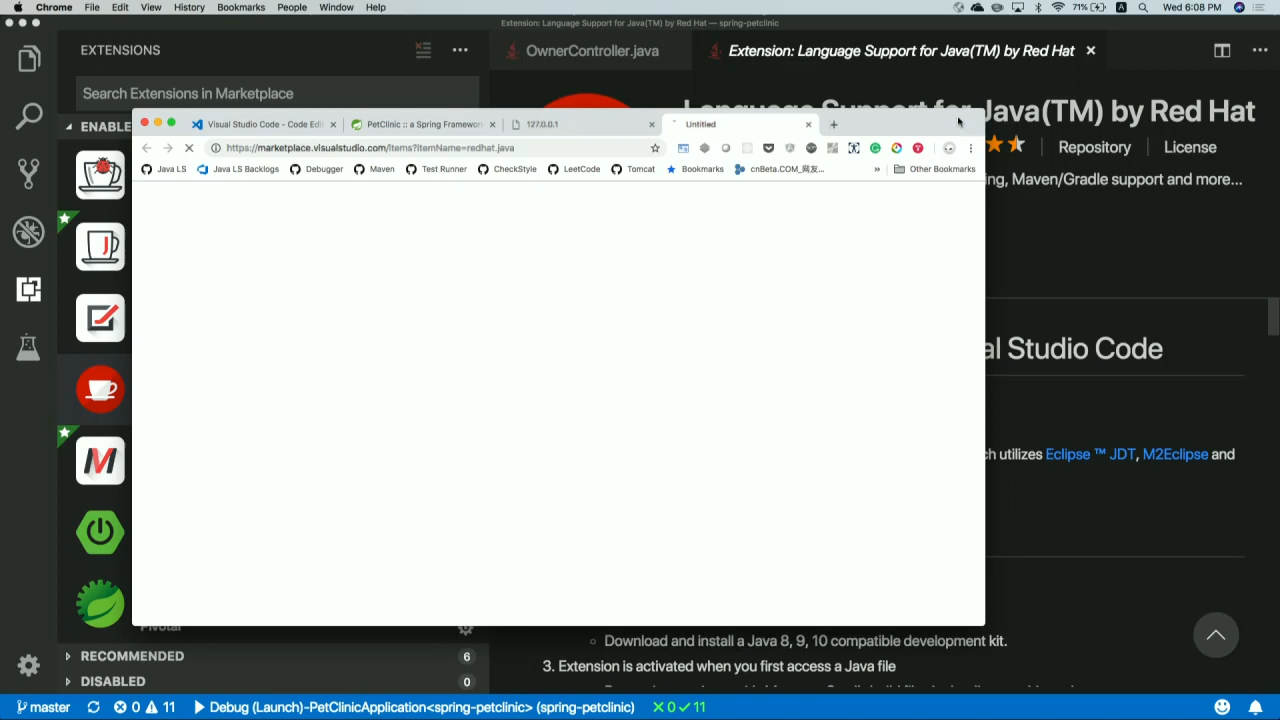 Chrome File Edit View History Bookmarks People Window Help 71% A Wed 6:08 PM
Extension: Language Support for Java(TM) by Red Hat — spring-petclinic
EXTENSIONS
OwnerController.java
Extension: Language Support for Java(TM) by Red Hat
Search Extensions in Marketplace
Language Support for Java(TM) by Red Hat
ENABLE
Visual Studio Code - Code Edi
PetClinic :: a Spring Framewor
127.0.0.1
Untitled
https://marketplace.visualstudio.com/items?itemName=redhat.java
Repository
License
Java LS Java LS Backlogs Debugger Maven Test Runner CheckStyle LeetCode Tomcat Bookmarks cnBeta.COM_网友... » Other Bookmarks
ng, Maven/Gradle support and more...
al Studio Code
ch utilizes Eclipse ™ JDT, M2Eclipse and
Pivotal
Download and install a Java 8, 9, 10 compatible development kit.
RECOMMENDED 6
3. Extension is activated when you first access a Java file
DISABLED 0
master 0 11 Debug (Launch)-PetClinicApplication<spring-petclinic> (spring-petclinic) 0 11